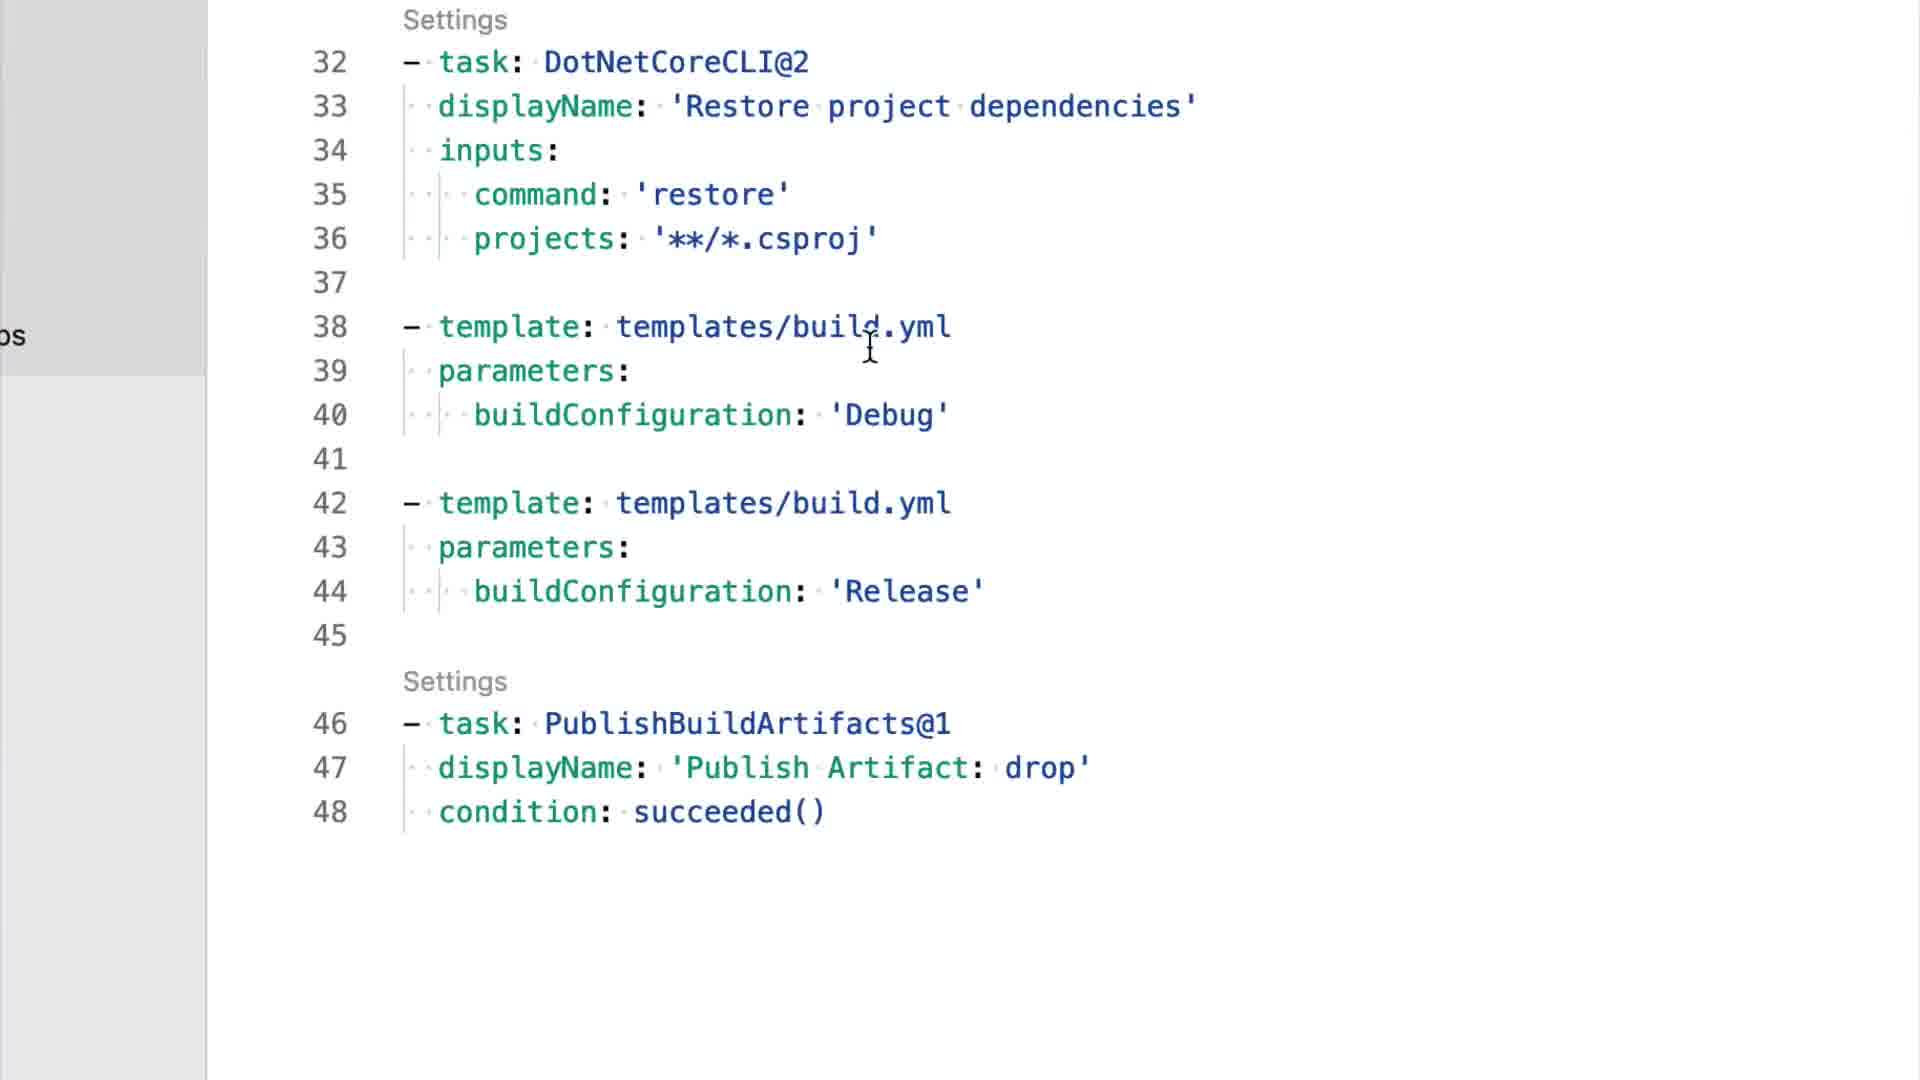 Settings
32 - task: DotNetCoreCLI@2
33 displayName: 'Restore project dependencies'
34 inputs:
35 command: 'restore'
36 projects: '**/*.csproj'
37
38 - template: templates/build.yml
39 parameters:
40 buildConfiguration: 'Debug'
41
42 - template: templates/build.yml
43 parameters:
44 buildConfiguration: 'Release'
45
Settings
46 - task: PublishBuildArtifacts@1
47 displayName: 'Publish Artifact: drop'
48 condition: succeeded()